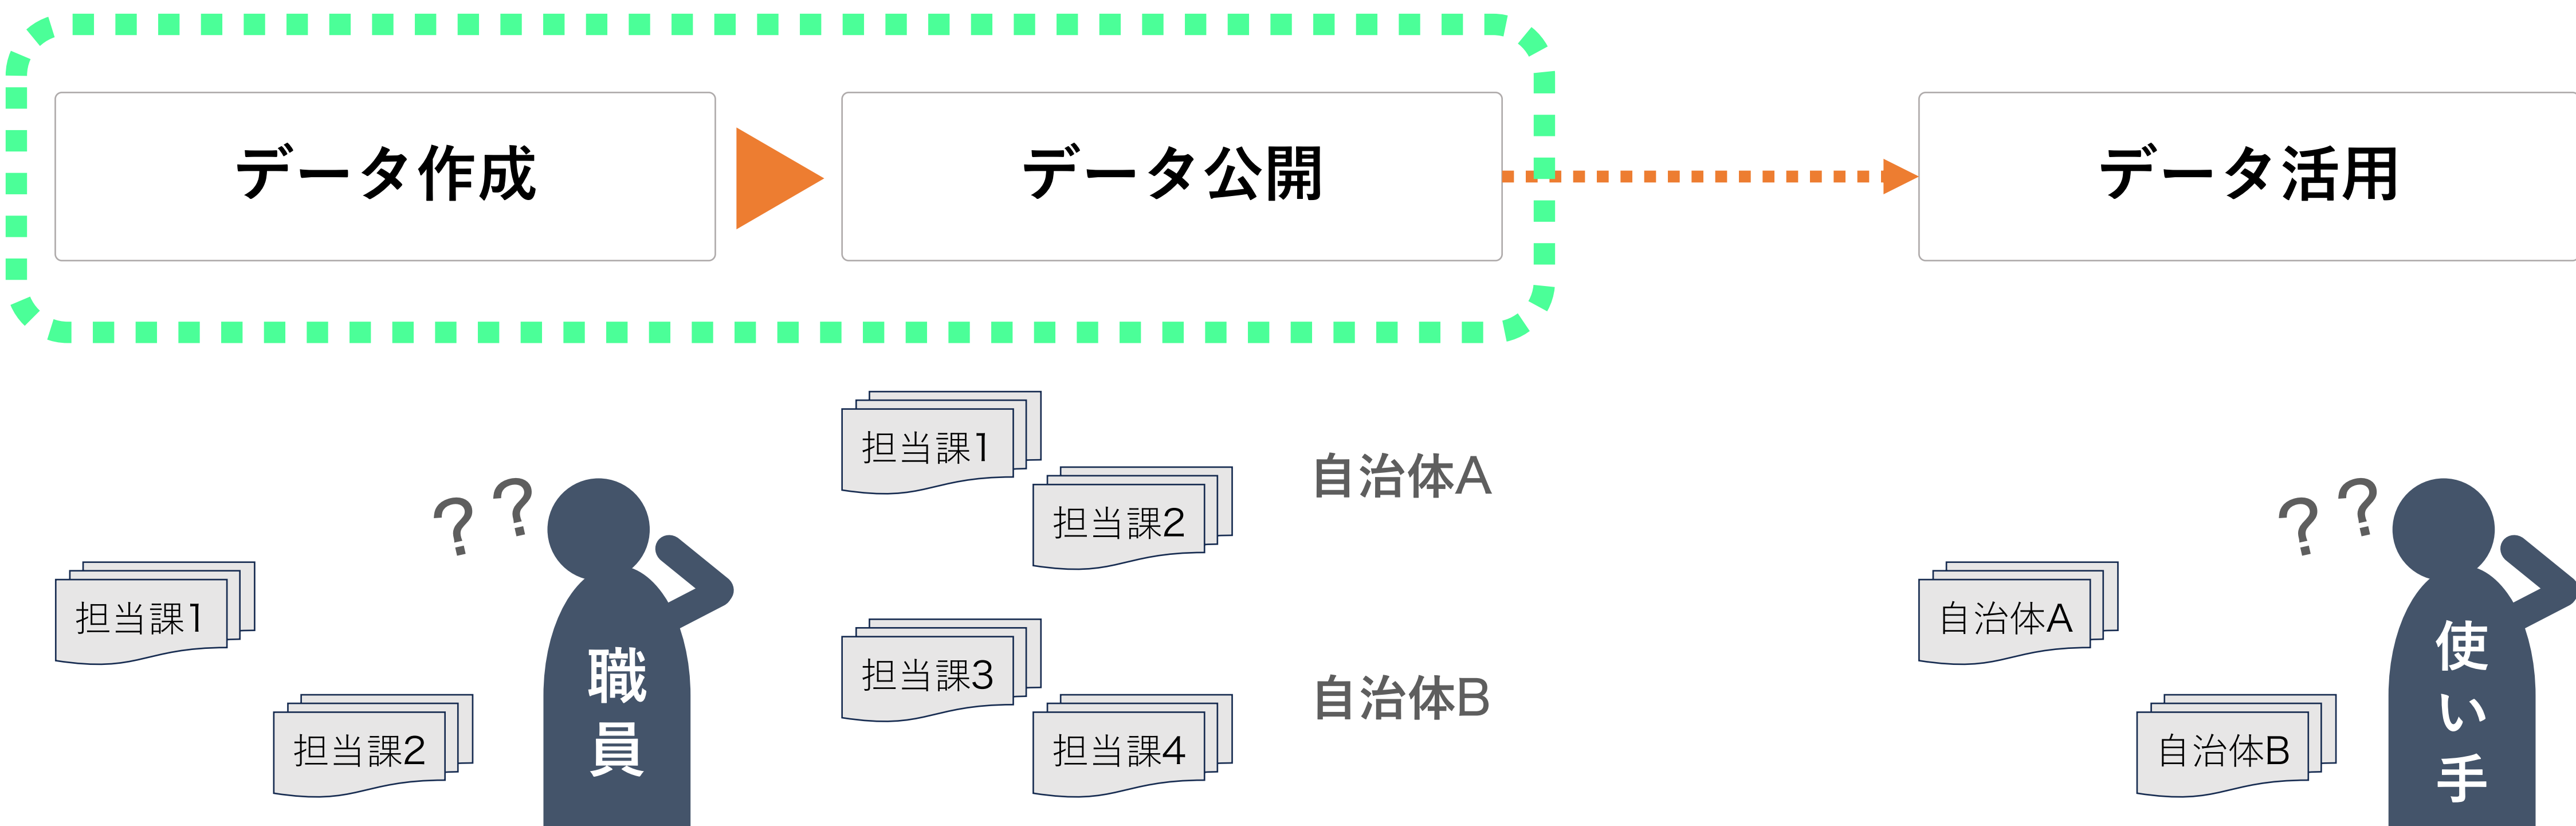 データ作成
データ公開
データ活用
担当課1
担当課2
??
職員
担当課1
担当課2
自治体A
担当課3
担当課4
自治体B
自治体A
自治体B
??
使い手